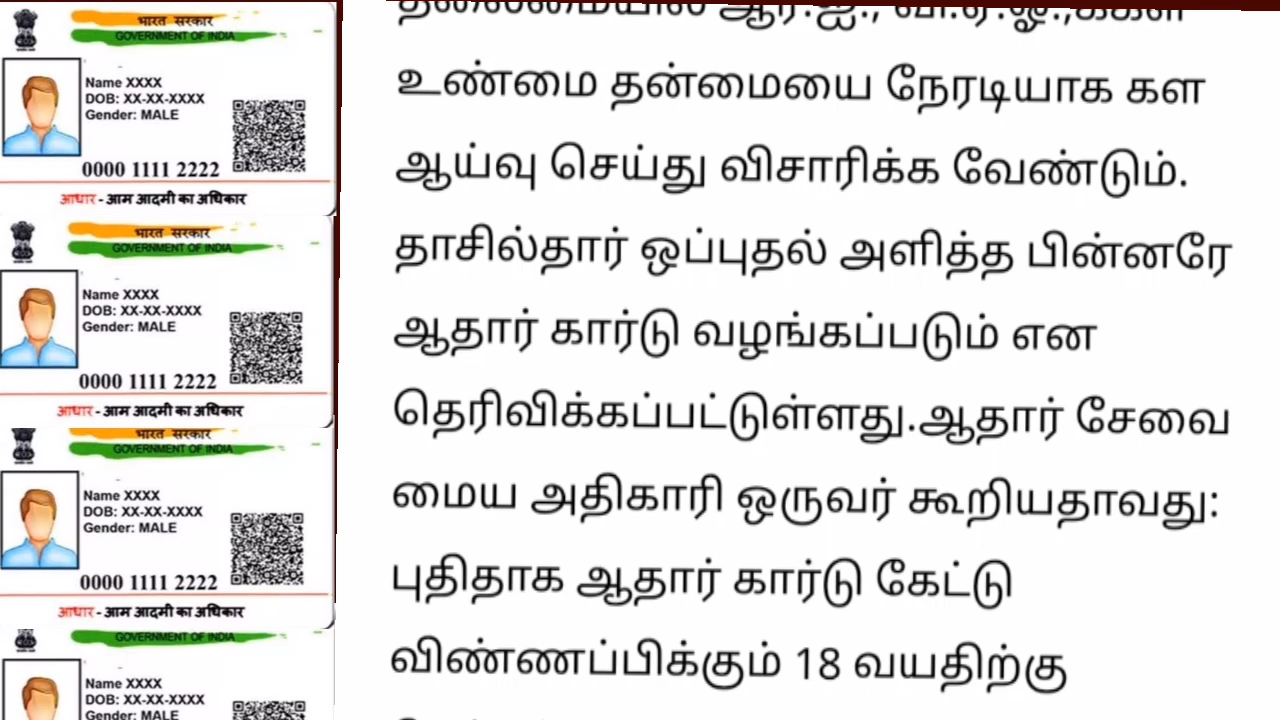 भारत सरकार
GOVERNMENT OF INDIA
Name XXXX
DOB: XX-XX-XXXX
Gender: MALE
0000 1111 2222
आधार - आम आदमी का अधिकार
भारत सरकार
GOVERNMENT OF INDIA
Name XXXX
DOB: XX-XX-XXXX
Gender: MALE
0000 1111 2222
आधार - आम आदमी का अधिकार
भारत सरकार
GOVERNMENT OF INDIA
Name XXXX
DOB: XX-XX-XXXX
Gender: MALE
0000 1111 2222
आधार - आम आदमी का अधिकार
GOVERNMENT OF INDIA
Name XXXX
DOB: XX-XX-XXXX
Gender: MALE
உண்மை தன்மையை நேரடியாக கள
ஆய்வு செய்து விசாரிக்க வேண்டும்.
தாசில்தார் ஒப்புதல் அளித்த பின்னரே
ஆதார் கார்டு வழங்கப்படும் என
தெரிவிக்கப்பட்டுள்ளது.ஆதார் சேவை
மைய அதிகாரி ஒருவர் கூறியதாவது:
புதிதாக ஆதார் கார்டு கேட்டு
விண்ணப்பிக்கும் 18 வயதிற்கு